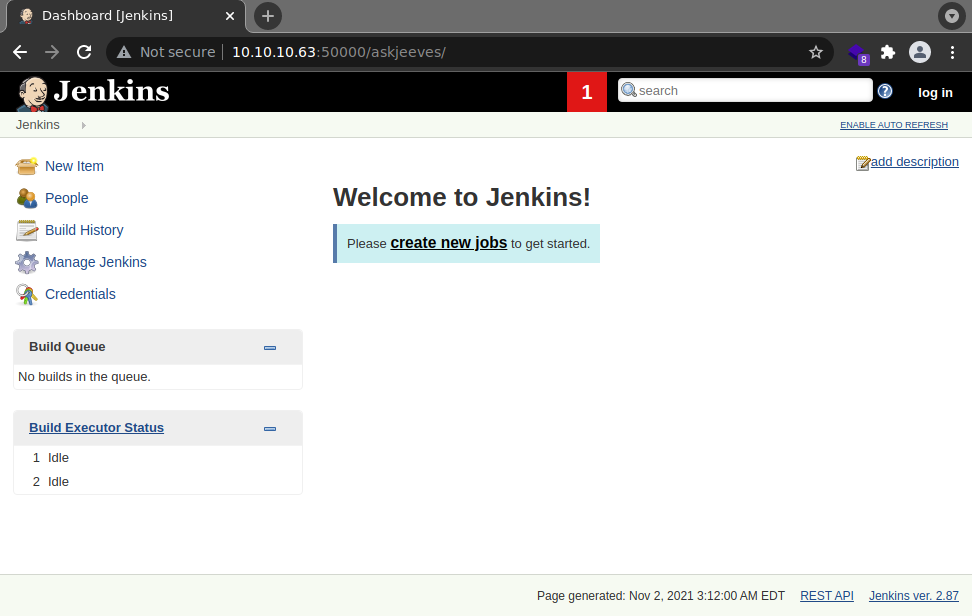 Dashboard [Jenkins]
Not secure 10.10.10.63:50000/askjeeves/
8
Jenkins 1 search log in
Jenkins ENABLE AUTO REFRESH
add description
New Item
People
Build History
Manage Jenkins
Credentials
Welcome to Jenkins!
Please create new jobs to get started.
Build Queue
No builds in the queue.
Build Executor Status
1 Idle
2 Idle
Page generated: Nov 2, 2021 3:12:00 AM EDT REST API Jenkins ver. 2.87